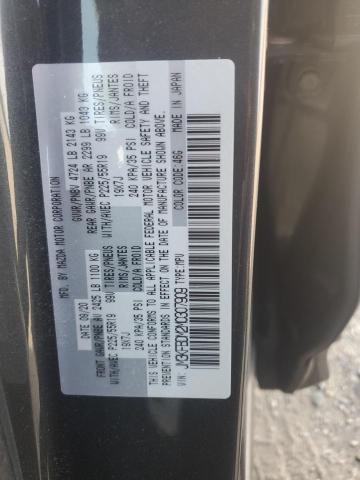 MFD. BY: MAZDA MOTOR CORPORATION
DATE: 09/20
GVWR/PNBV 4724 LB 2143 KG
FRONT GAWR/PNBE AV 2425 LB 1100 KG
REAR GAWR/PNBE AR 2299 LB 1043 KG
WITH/AVEC P225/55R19 99V TIRES/PNEUS
WITH/AVEC P225/55R19 99V TIRES/PNEUS
19X7J RIMS/JANTES
19X7J RIMS/JANTES
240 KPA/35 PSI COLD/A FROID
240 KPA/35 PSI COLD/A FROID
THIS VEHICLE CONFORMS TO ALL APPLICABLE FEDERAL MOTOR VEHICLE SAFETY AND THEFT
PREVENTION STANDARDS IN EFFECT ON THE DATE OF MANUFACTURE SHOWN ABOVE.
COLOR CODE: 46G
MADE IN JAPAN
VIN: TYPE: MPV